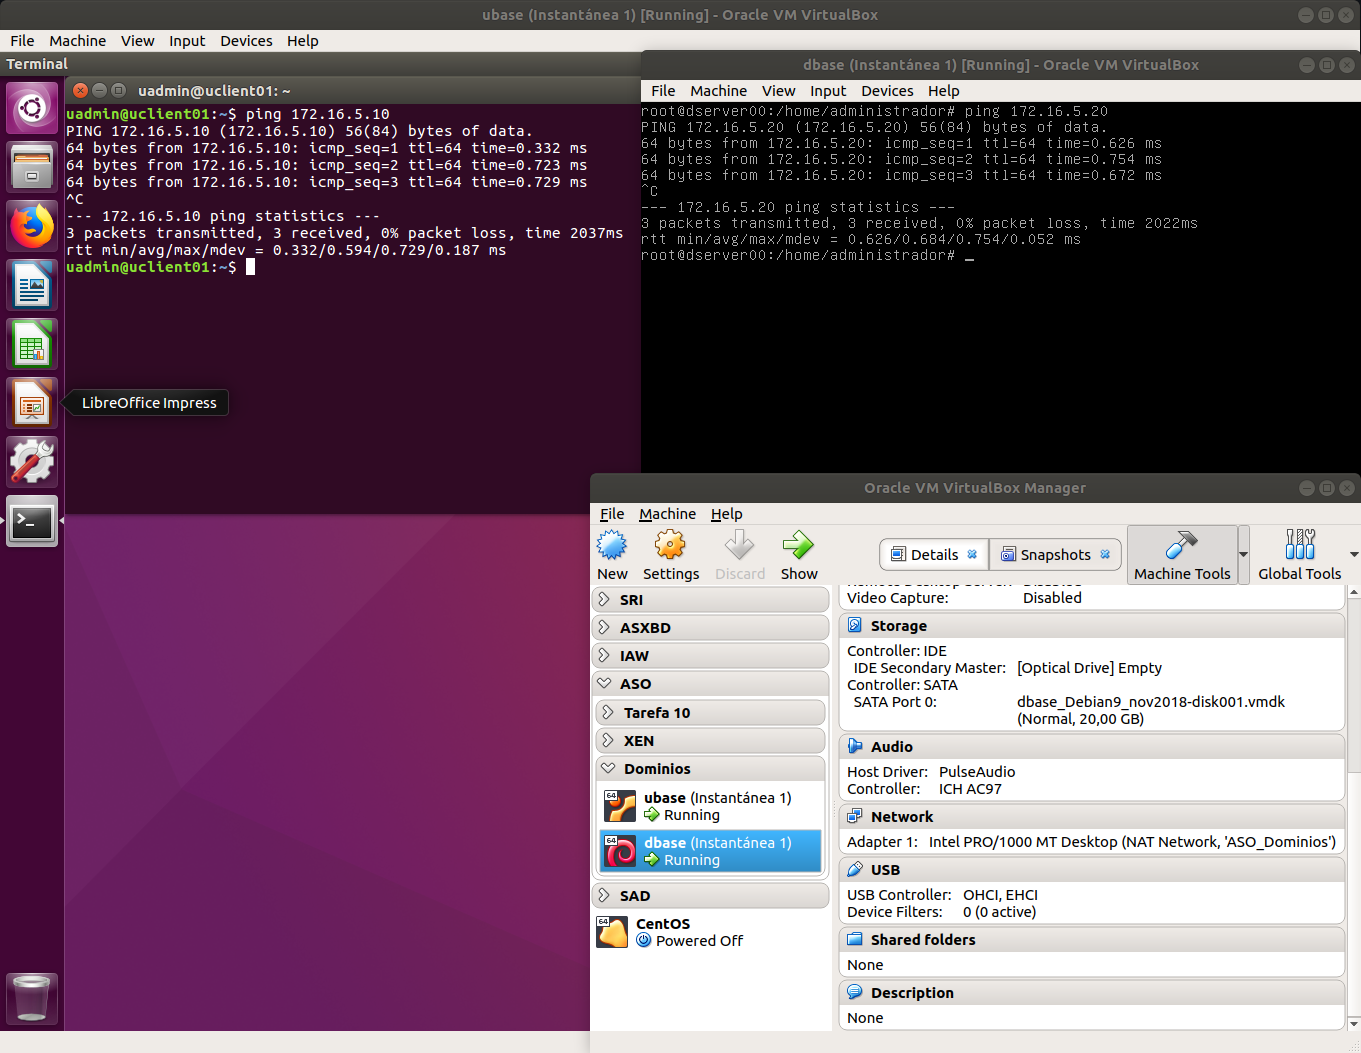 ubase (Instantánea 1) [Running] - Oracle VM VirtualBox
File Machine View Input Devices Help
Terminal
uadmin@uclient01: ~
uadmin@uclient01:~$ ping 172.16.5.10
PING 172.16.5.10 (172.16.5.10) 56(84) bytes of data.
64 bytes from 172.16.5.10: icmp_seq=1 ttl=64 time=0.332 ms
64 bytes from 172.16.5.10: icmp_seq=2 ttl=64 time=0.723 ms
64 bytes from 172.16.5.10: icmp_seq=3 ttl=64 time=0.729 ms
^C
--- 172.16.5.10 ping statistics ---
3 packets transmitted, 3 received, 0% packet loss, time 2037ms
rtt min/avg/max/mdev = 0.332/0.594/0.729/0.187 ms
uadmin@uclient01:~$
LibreOffice Impress
dbase (Instantánea 1) [Running] - Oracle VM VirtualBox
File Machine View Input Devices Help
root@dserver00:/home/administrador# ping 172.16.5.20
PING 172.16.5.20 (172.16.5.20) 56(84) bytes of data.
64 bytes from 172.16.5.20: icmp_seq=1 ttl=64 time=0.626 ms
64 bytes from 172.16.5.20: icmp_seq=2 ttl=64 time=0.754 ms
64 bytes from 172.16.5.20: icmp_seq=3 ttl=64 time=0.672 ms
^C
--- 172.16.5.20 ping statistics ---
3 packets transmitted, 3 received, 0% packet loss, time 2022ms
rtt min/avg/max/mdev = 0.626/0.684/0.754/0.052 ms
root@dserver00:/home/administrador# _
Oracle VM VirtualBox Manager
File Machine Help
New Settings Discard Show
Details Snapshots
Machine Tools Global Tools
SRI
ASXBD
IAW
ASO
Tarefa 10
XEN
Dominios
64
ubase (Instantánea 1)
Running
64
dbase (Instantánea 1)
Running
SAD
64
CentOS
Powered Off
Video Capture: Disabled
Storage
Controller: IDE
IDE Secondary Master: [Optical Drive] Empty
Controller: SATA
SATA Port 0: dbase_Debian9_nov2018-disk001.vmdk
(Normal, 20,00 GB)
Audio
Host Driver: PulseAudio
Controller: ICH AC97
Network
Adapter 1: Intel PRO/1000 MT Desktop (NAT Network, 'ASO_Dominios')
USB
USB Controller: OHCI, EHCI
Device Filters: 0 (0 active)
Shared folders
None
Description
None